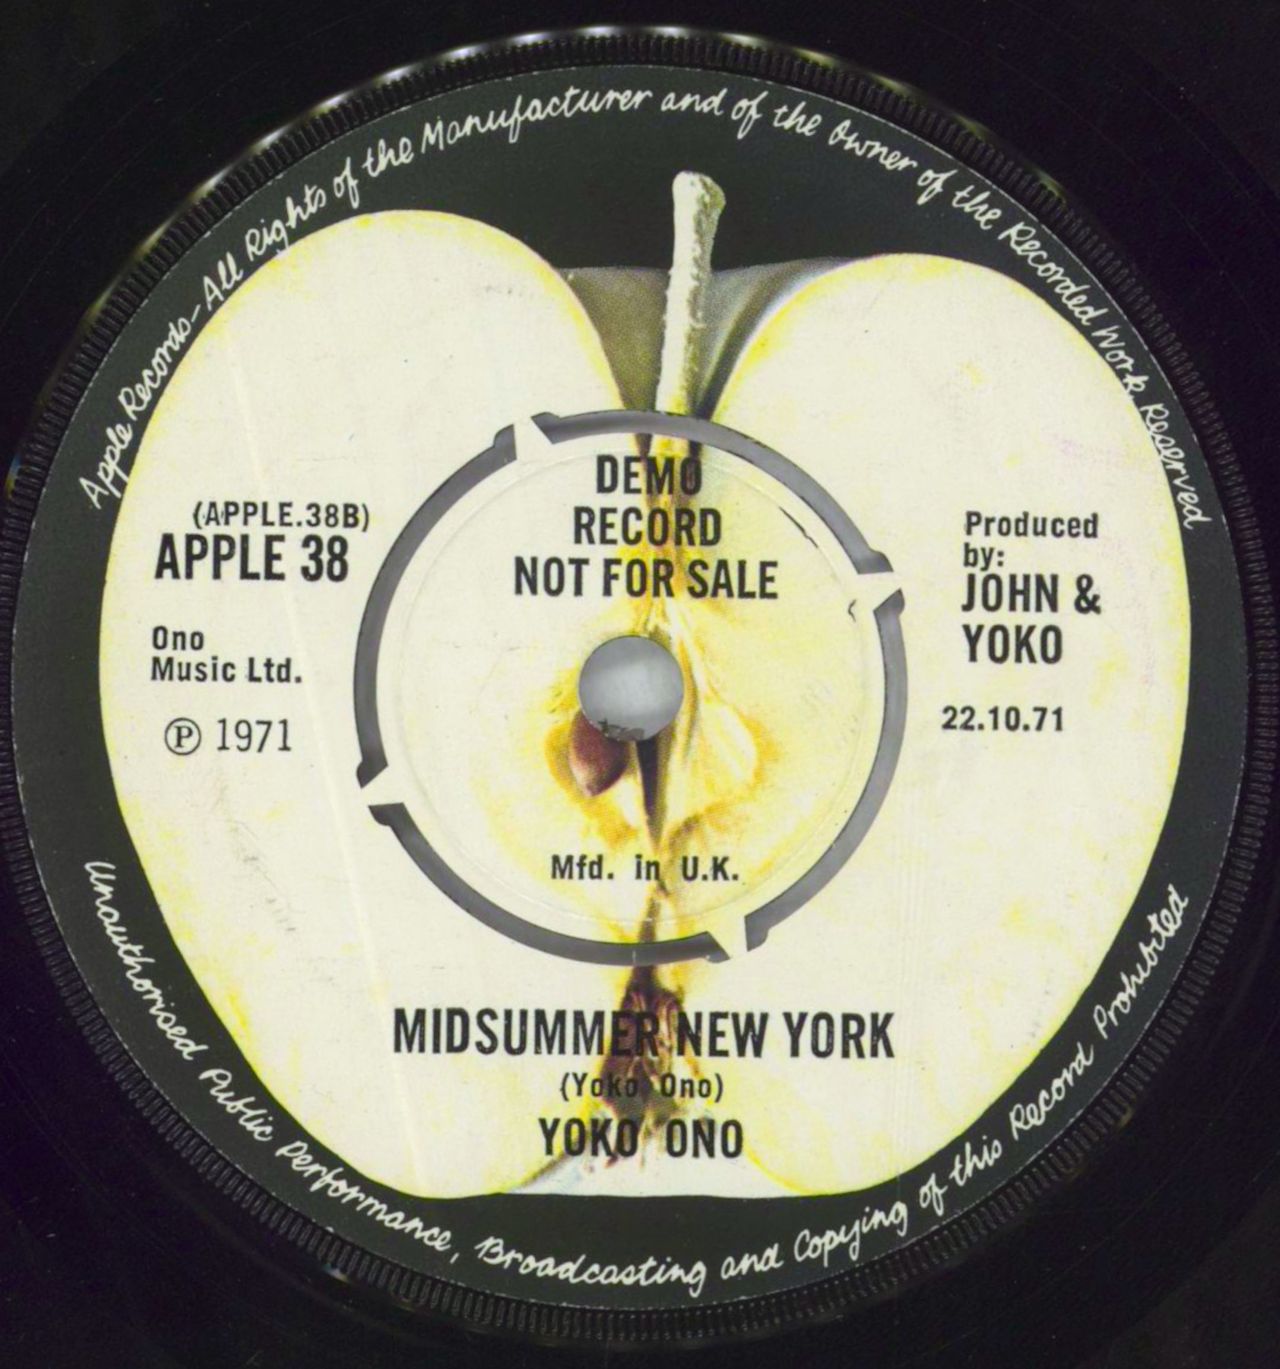 Apple Records-All Rights of the Manufacturer and of the Owner of the Recorded Work Reserved
DEMO
RECORD
NOT FOR SALE
(APPLE.38B)
APPLE 38
Ono
Music Ltd.
Ⓟ 1971
Produced
by:
JOHN &
YOKO
22.10.71
Mfd. in U.K.
MIDSUMMER NEW YORK
(Yoko Ono)
YOKO ONO
Unauthorised Public Performance, Broadcasting and Copying of this Record Prohibited